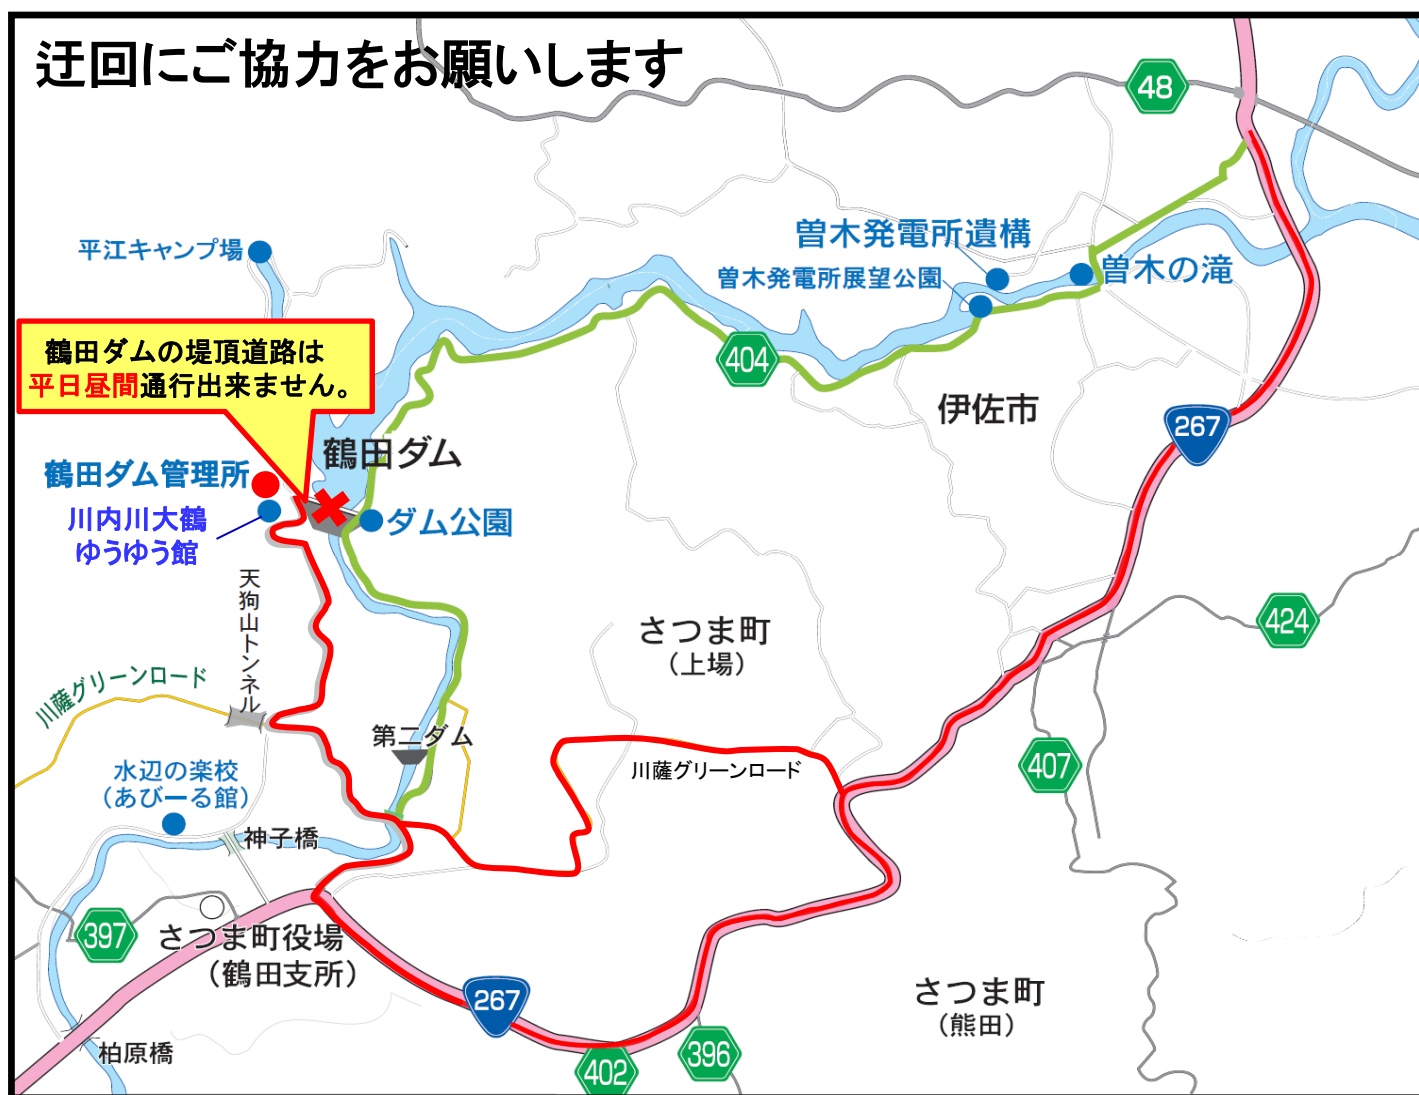 迂回にご協力をお願いします
48
曽木発電所遺構
平江キャンプ場
曽木発電所展望公園
曽木の滝
鶴田ダムの堤頂道路は
平日昼間通行出来ません。
404
伊佐市
267
鶴田ダム
鶴田ダム管理所
川内川大鶴
ゆうゆう館
ダム公園
天狗山トンネル
424
さつま町
（上場）
川薩グリーンロード
第二ダム
川薩グリーンロード
407
水辺の楽校
（あびーる館）
神子橋
397
さつま町役場
（鶴田支所）
267
さつま町
（熊田）
柏原橋
396
402